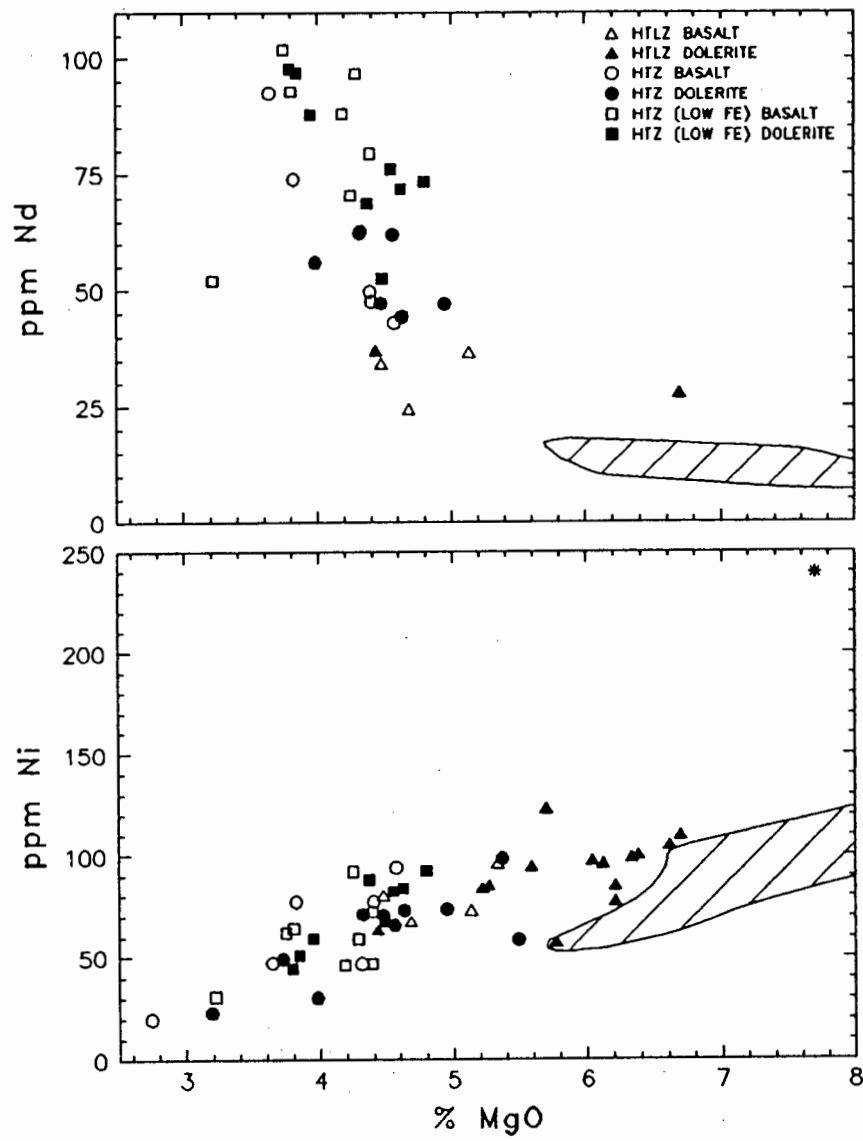 △ HTLZ BASALT
▲ HTLZ DOLERITE
○ HTZ BASALT
● HTZ DOLERITE
□ HTZ (LOW FE) BASALT
■ HTZ (LOW FE) DOLERITE
100
75
50
25
0
ppm Nd
250
200
150
100
50
0
ppm Ni
*
3 4 5 6 7 8
% MgO